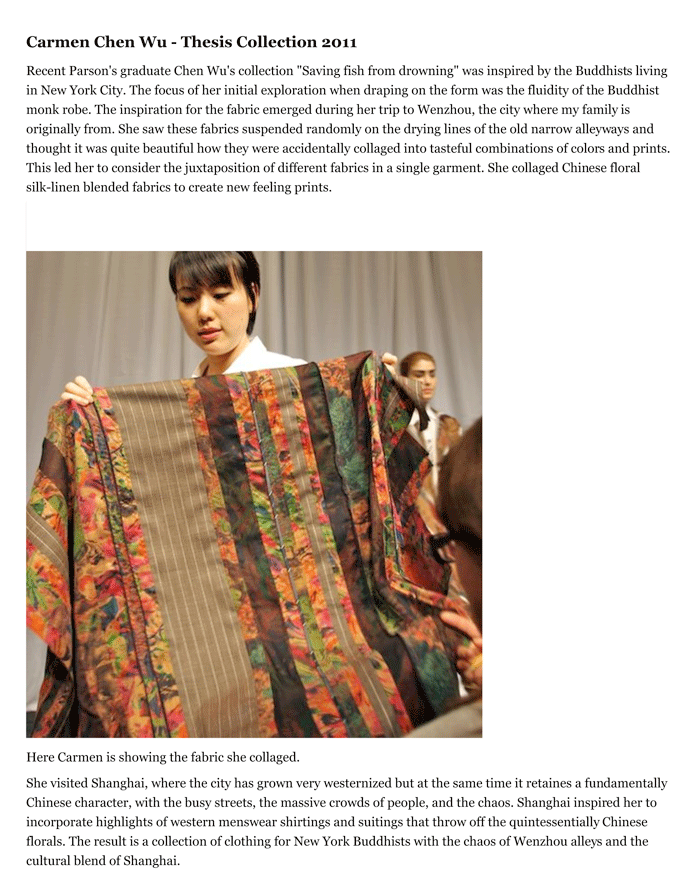 Carmen Chen Wu - Thesis Collection 2011
Recent Parson's graduate Chen Wu's collection "Saving fish from drowning" was inspired by the Buddhists living
in New York City. The focus of her initial exploration when draping on the form was the fluidity of the Buddhist
monk robe. The inspiration for the fabric emerged during her trip to Wenzhou, the city where my family is
originally from. She saw these fabrics suspended randomly on the drying lines of the old narrow alleyways and
thought it was quite beautiful how they were accidentally collaged into tasteful combinations of colors and prints.
This led her to consider the juxtaposition of different fabrics in a single garment. She collaged Chinese floral
silk-linen blended fabrics to create new feeling prints.
Here Carmen is showing the fabric she collaged.
She visited Shanghai, where the city has grown very westernized but at the same time it retaines a fundamentally
Chinese character, with the busy streets, the massive crowds of people, and the chaos. Shanghai inspired her to
incorporate highlights of western menswear shirtings and suitings that throw off the quintessentially Chinese
florals. The result is a collection of clothing for New York Buddhists with the chaos of Wenzhou alleys and the
cultural blend of Shanghai.